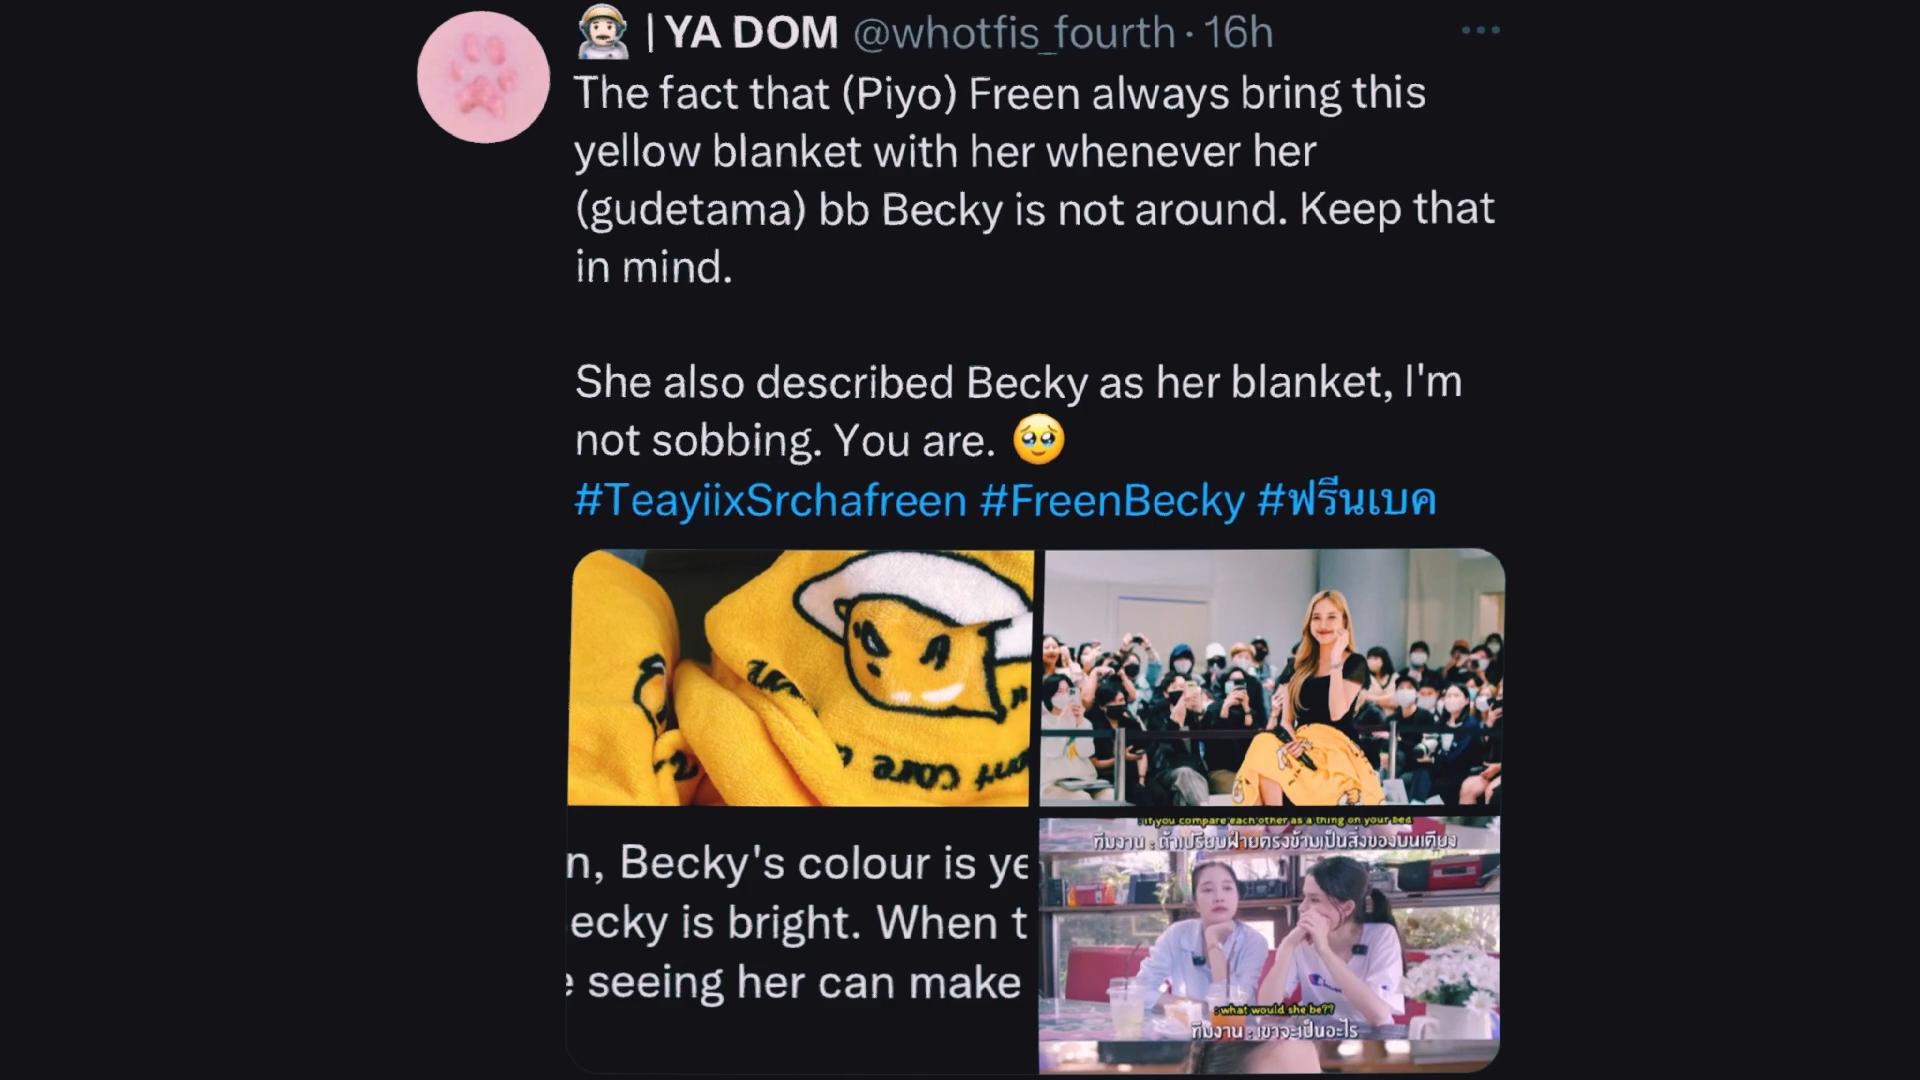 | YA DOM @whotfis_fourth · 16h
The fact that (Piyo) Freen always bring this
yellow blanket with her whenever her
(gudetama) bb Becky is not around. Keep that
in mind.
She also described Becky as her blanket, I'm
not sobbing. You are.
#TeayiixSrchafreen #FreenBecky #ฟรีนเบค
care
n, Becky's colour is ye
ecky is bright. When t
e seeing her can make
: if you compare each other as a thing on your bed
ทีมงาน : ถ้าเปรียบฝ่ายตรงข้ามเป็นสิ่งของบนเตียง
: what would she be??
ทีมงาน : เขาจะเป็นอะไร